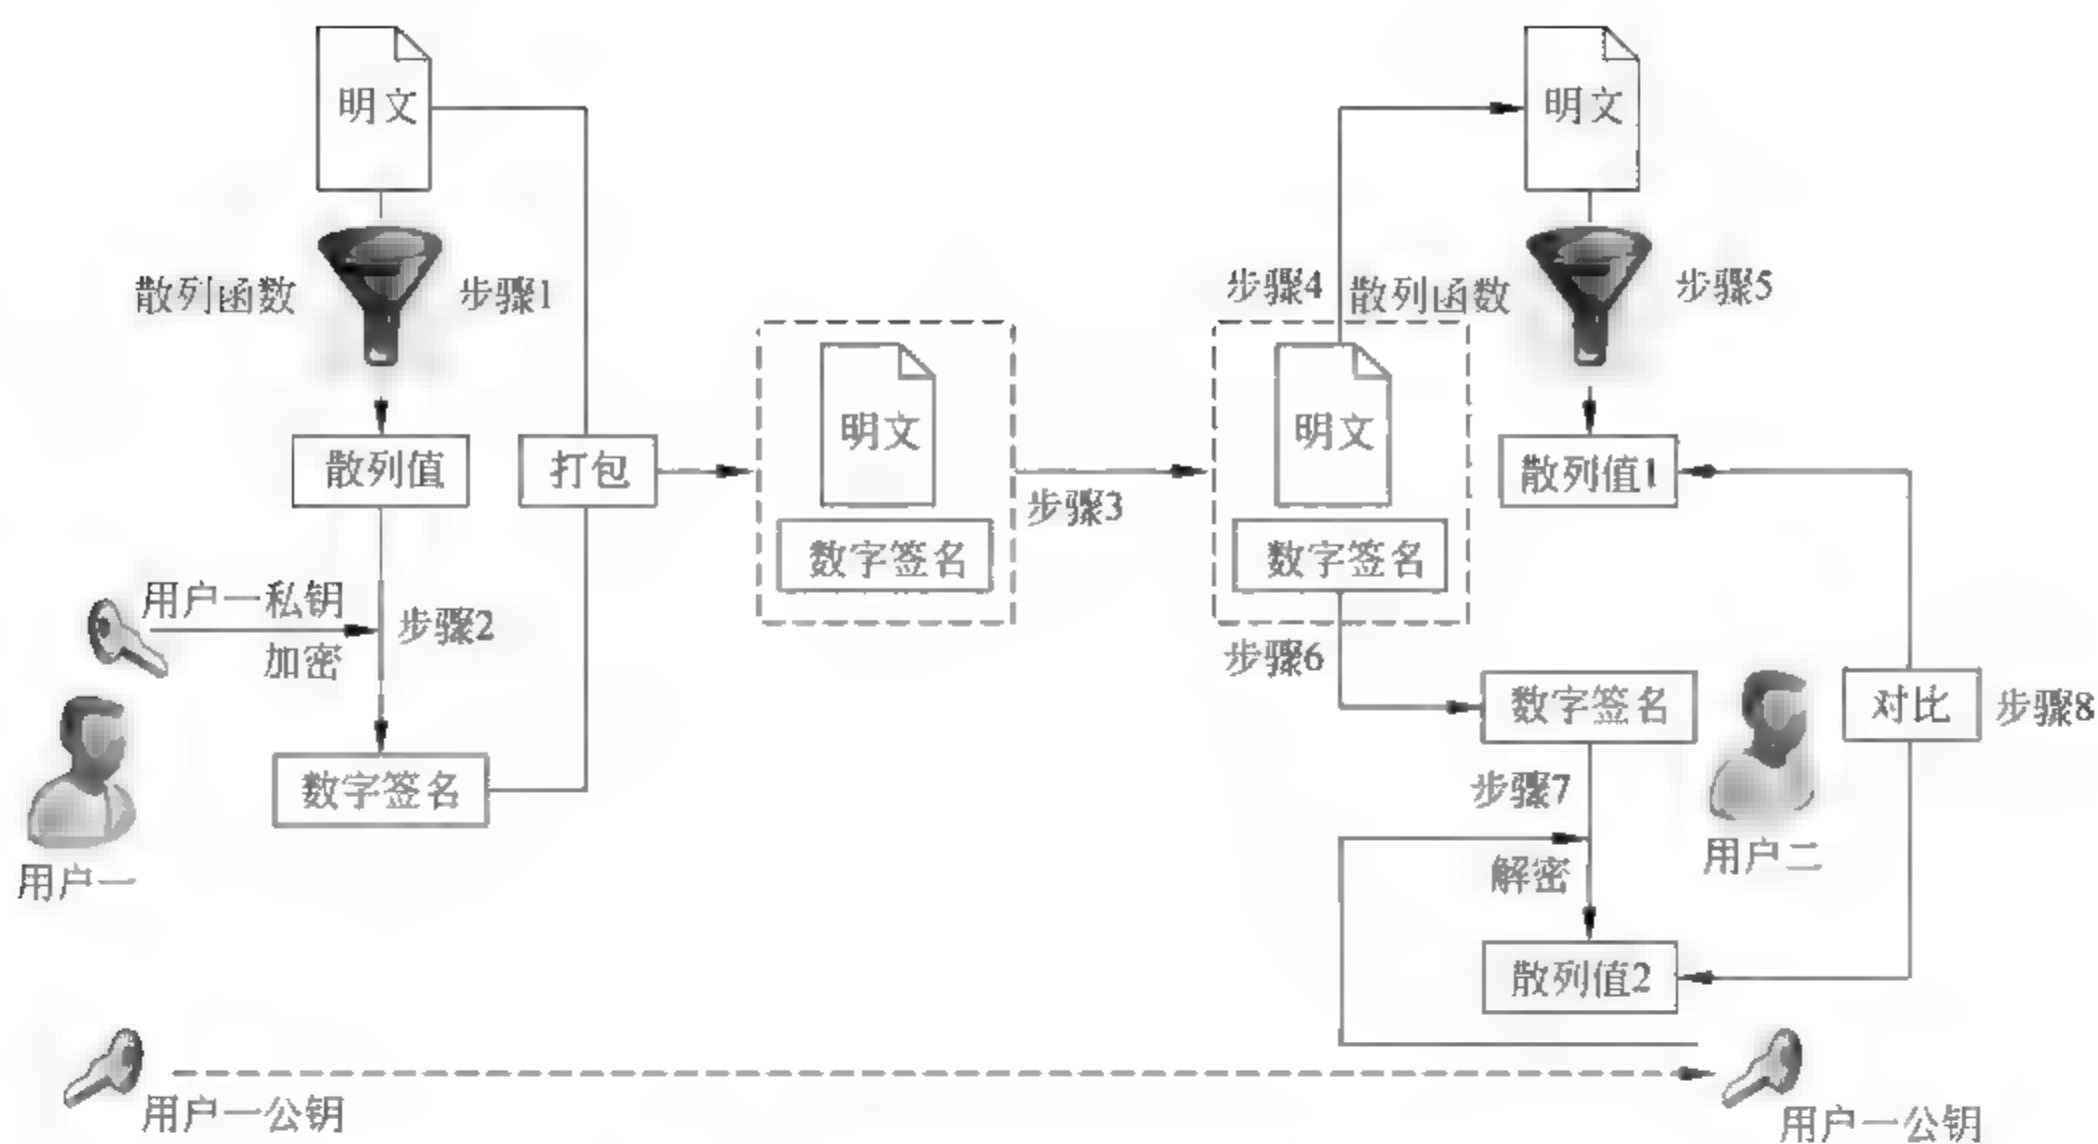 明文
明文
散列函数
步骤1
步骤4
散列函数
步骤5
明文
明文
散列值
打包
散列值1
步骤3
数字签名
数字签名
用户一私钥
步骤2
加密
步骤6
数字签名
对比
步骤8
数字签名
步骤7
用户一
解密
用户二
散列值2
用户一公钥
用户一公钥